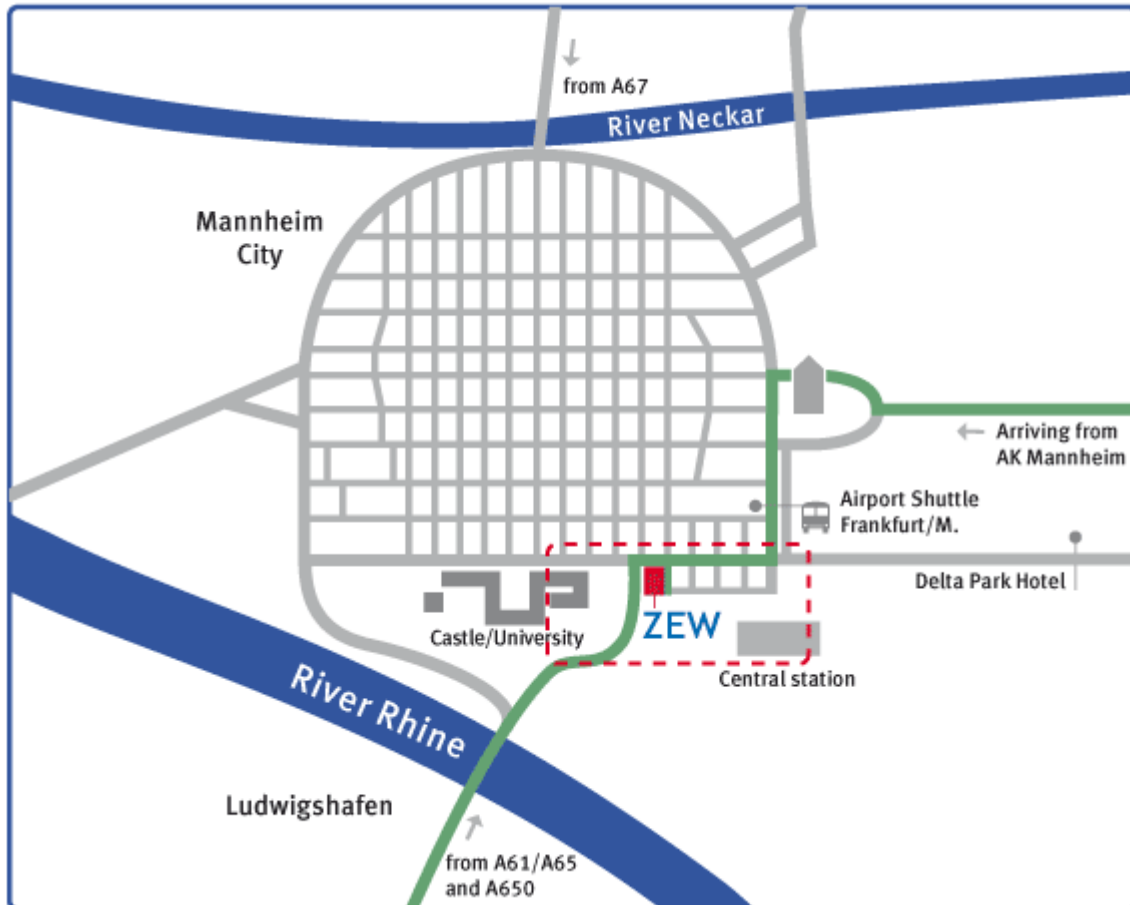 from A67
River Neckar
Mannheim
City
Arriving from
AK Mannheim
Airport Shuttle
Frankfurt/M.
Delta Park Hotel
Castle/University
ZEW
Central station
River Rhine
Ludwigshafen
from A61/A65
and A650